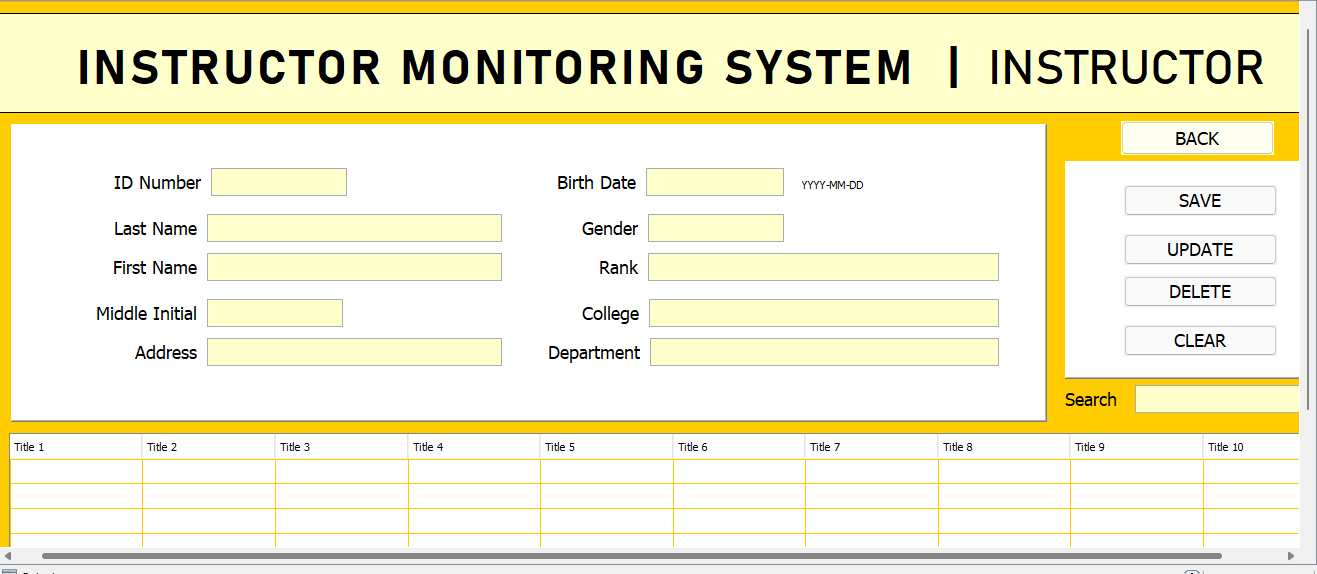 INSTRUCTOR MONITORING SYSTEM | INSTRUCTOR
BACK
ID Number
Birth Date
YYYY-MM-DD
SAVE
Last Name
Gender
UPDATE
First Name
Rank
DELETE
Middle Initial
College
CLEAR
Address
Department
Search
Title 1
Title 2
Title 3
Title 4
Title 5
Title 6
Title 7
Title 8
Title 9
Title 10